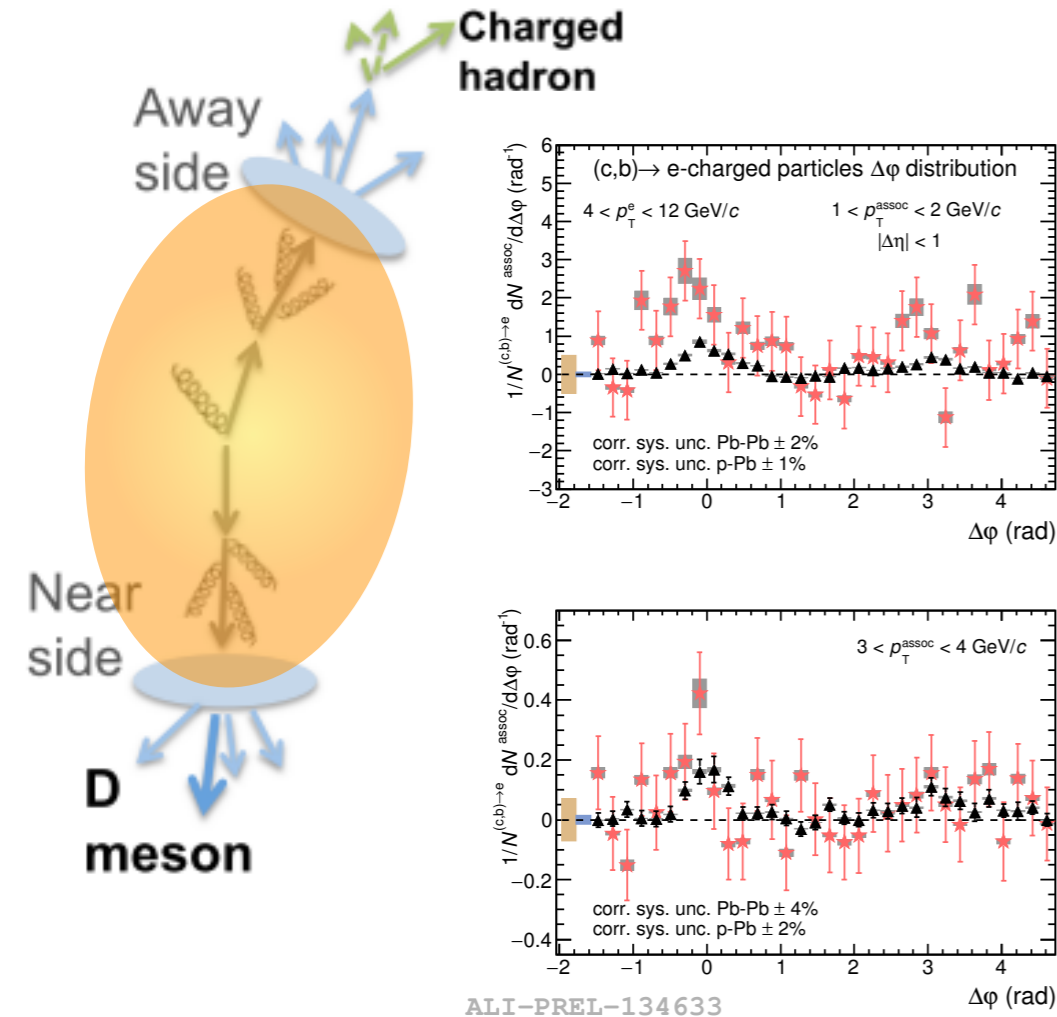 Charged
hadron
Away
side
Near
side
D
meson
(c,b)→ e-charged particles Δφ distribution
4 < p_T^e < 12 GeV/c
1 < p_T^assoc < 2 GeV/c
|Δη| < 1
1/N^(c,b)→e dN^assoc/dΔφ (rad⁻¹)
6
5
4
3
2
1
0
−1
−2
−3
corr. sys. unc. Pb-Pb ± 2%
corr. sys. unc. p-Pb ± 1%
−2 −1 0 1 2 3 4
Δφ (rad)
1/N^(c,b)→e dN^assoc/dΔφ (rad⁻¹)
3 < p_T^assoc < 4 GeV/c
0.6
0.4
0.2
0
−0.2
−0.4
corr. sys. unc. Pb-Pb ± 4%
corr. sys. unc. p-Pb ± 2%
−2 −1 0 1 2 3 4
Δφ (rad)
ALI−PREL−134633